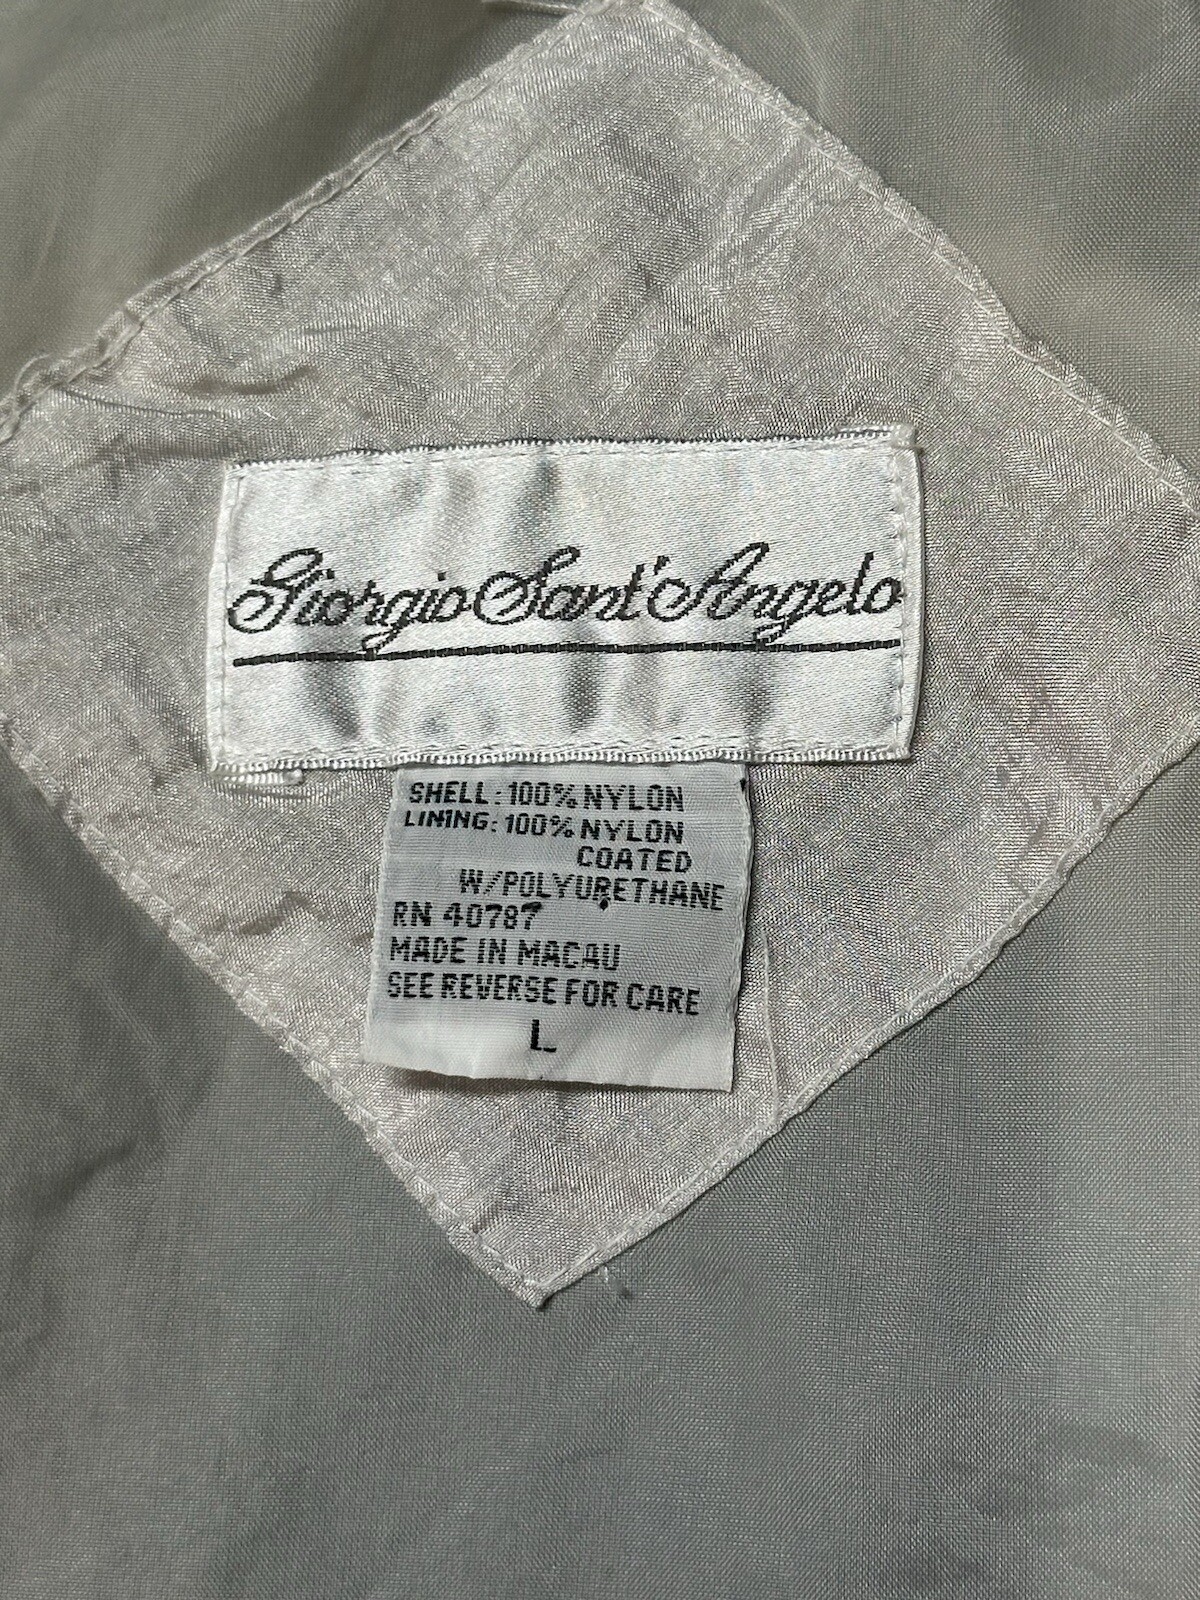 Giorgio Sant'Angelo
SHELL: 100% NYLON
LINING: 100% NYLON
COATED
W/POLYURETHANE
RN 40787
MADE IN MACAU
SEE REVERSE FOR CARE
L